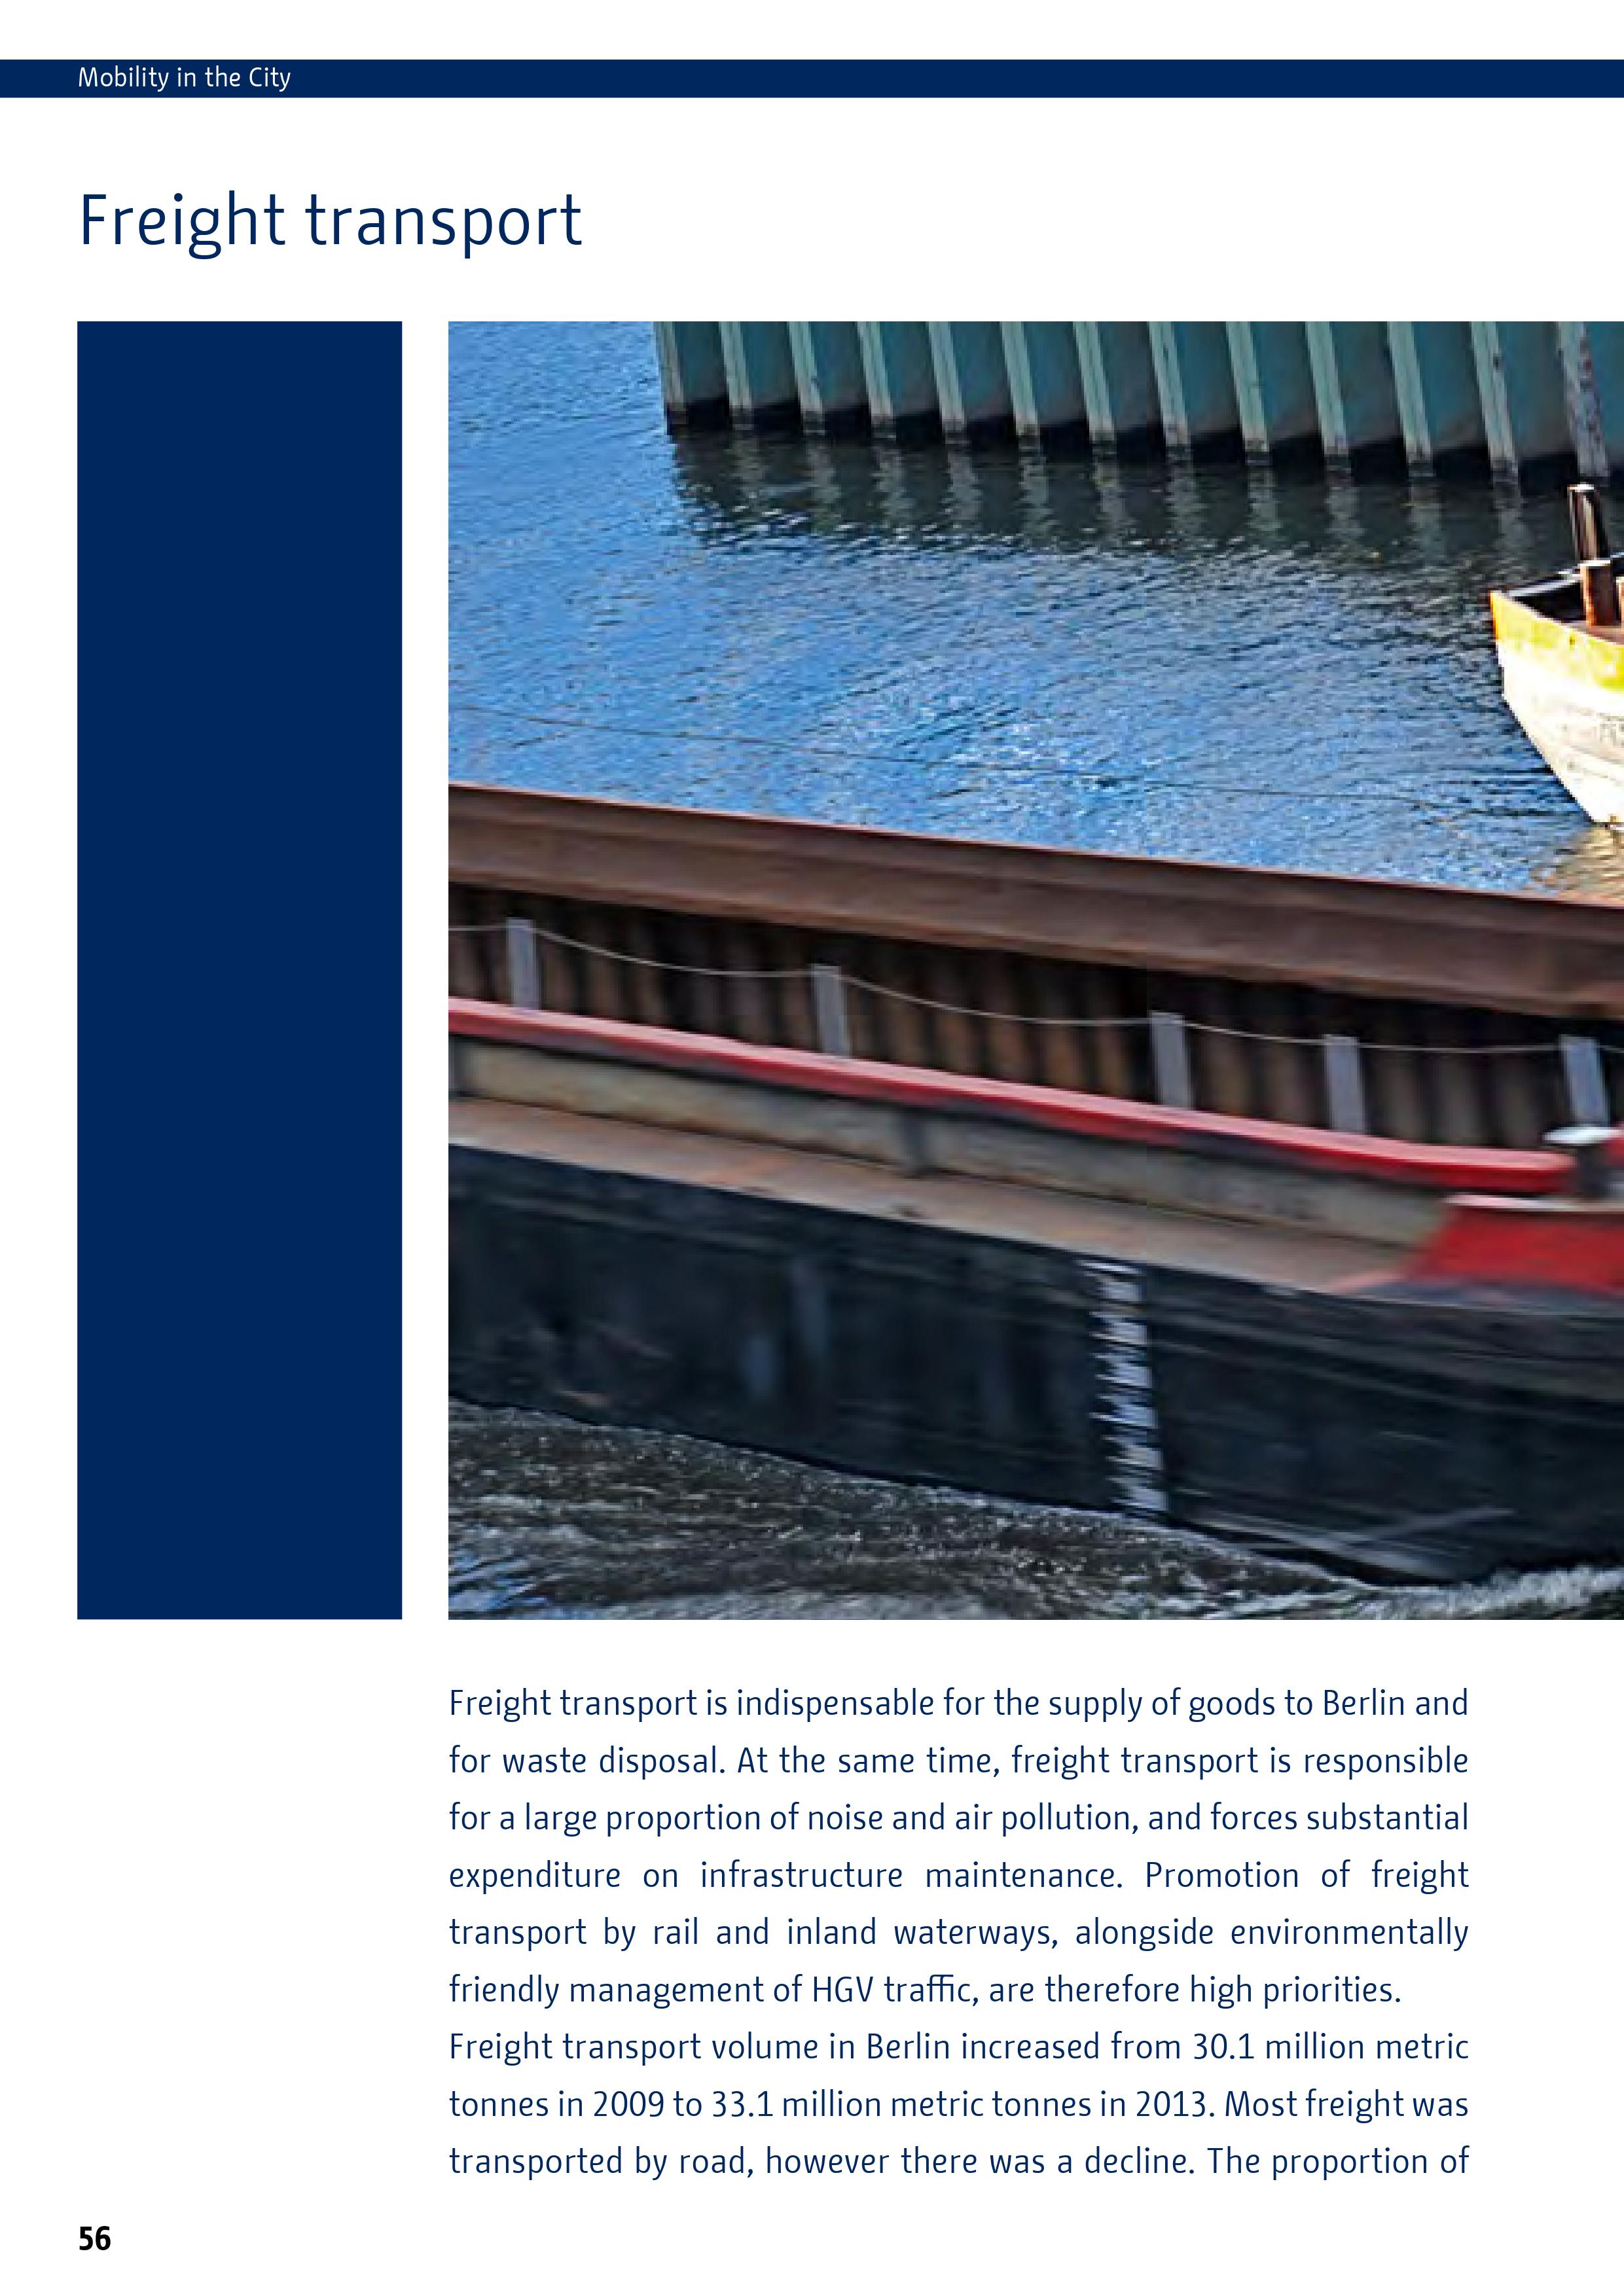 Mobility in the City
Freight transport
Freight transport is indispensable for the supply of goods to Berlin and
for waste disposal. At the same time, freight transport is responsible
for a large proportion of noise and air pollution, and forces substantial
expenditure on infrastructure maintenance. Promotion of freight
transport by rail and inland waterways, alongside environmentally
friendly management of HGV traffic, are therefore high priorities.
Freight transport volume in Berlin increased from 30.1 million metric
tonnes in 2009 to 33.1 million metric tonnes in 2013. Most freight was
transported by road, however there was a decline. The proportion of
56